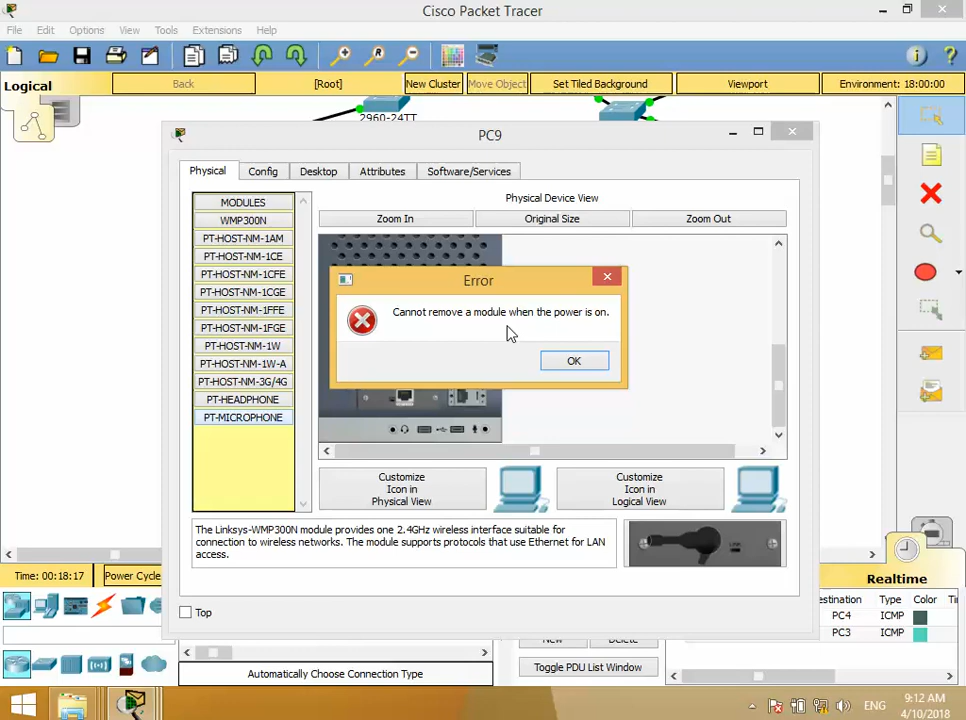 Cisco Packet Tracer
File Edit Options View Tools Extensions Help
Logical
Back
[Root]
New Cluster
Move Object
Set Tiled Background
Viewport
Environment: 18:00:00
2960-24TT
PC9
Physical
Config
Desktop
Attributes
Software/Services
MODULES
WMP300N
PT-HOST-NM-1AM
PT-HOST-NM-1CE
PT-HOST-NM-1CFE
PT-HOST-NM-1CGE
PT-HOST-NM-1FFE
PT-HOST-NM-1FGE
PT-HOST-NM-1W
PT-HOST-NM-1W-A
PT-HOST-NM-3G/4G
PT-HEADPHONE
PT-MICROPHONE
Physical Device View
Zoom In
Original Size
Zoom Out
Error
Cannot remove a module when the power is on.
OK
Customize
Icon in
Physical View
Customize
Icon in
Logical View
The Linksys-WMP300N module provides one 2.4GHz wireless interface suitable for
connection to wireless networks. The module supports protocols that use Ethernet for LAN
access.
Top
Time: 00:18:17
Power Cycle
Realtime
estination Type Color
PC4 ICMP
PC3 ICMP
New
Delete
Toggle PDU List Window
Automatically Choose Connection Type
ENG
9:12 AM
4/10/2018